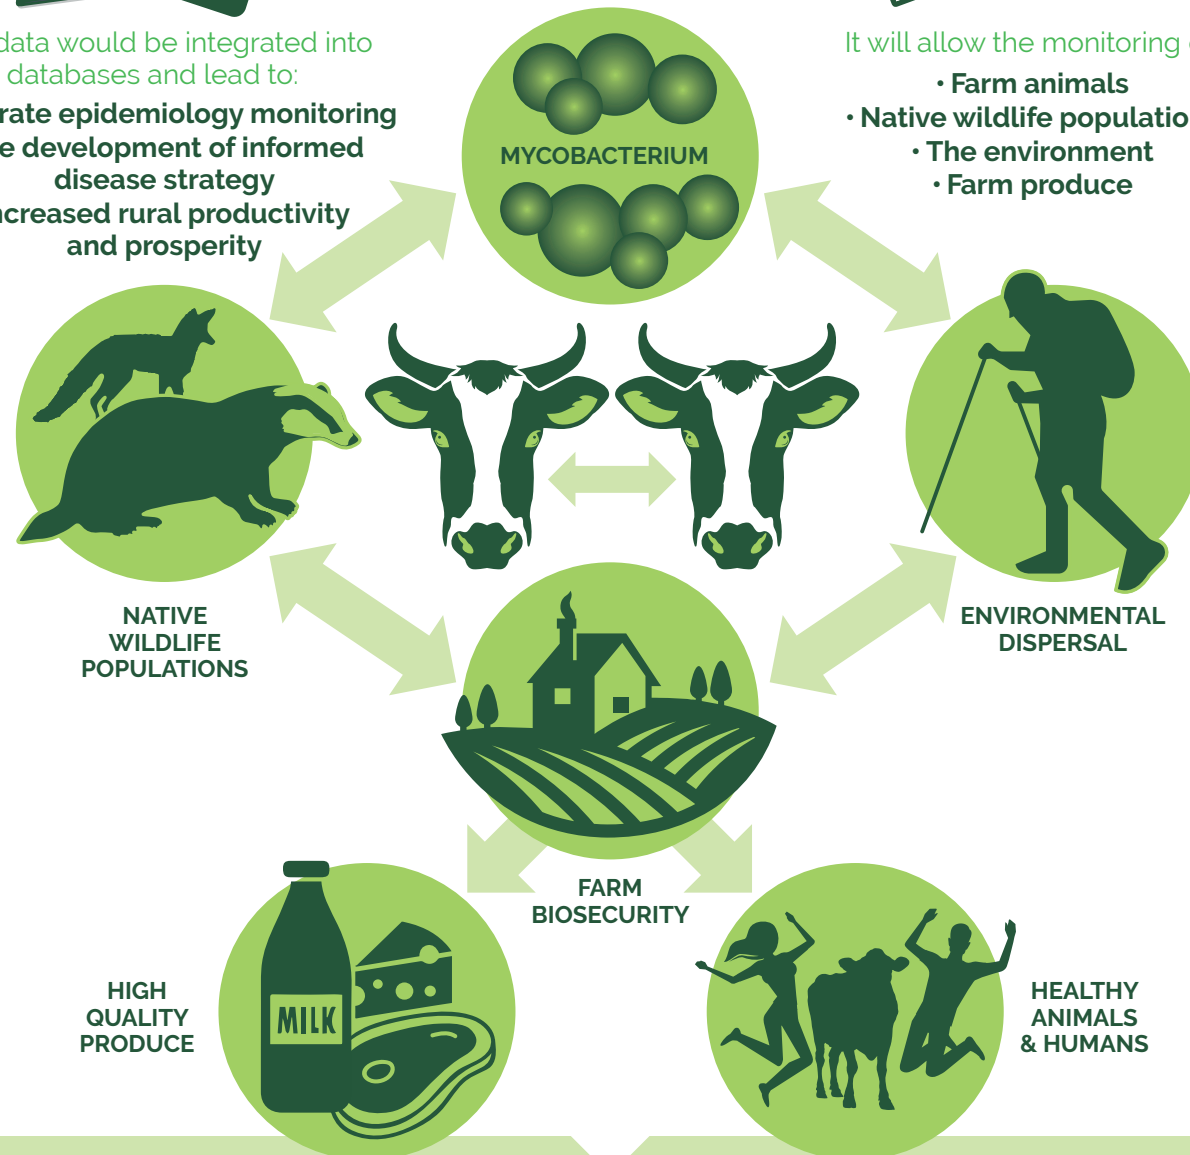 data would be integrated into
databases and lead to:
rate epidemiology monitoring
e development of informed
disease strategy
ncreased rural productivity
and prosperity
It will allow the monitoring
• Farm animals
• Native wildlife populatio
• The environment
• Farm produce
MYCOBACTERIUM
NATIVE
WILDLIFE
POPULATIONS
ENVIRONMENTAL
DISPERSAL
FARM
BIOSECURITY
HIGH
QUALITY
PRODUCE
MILK
HEALTHY
ANIMALS
& HUMANS